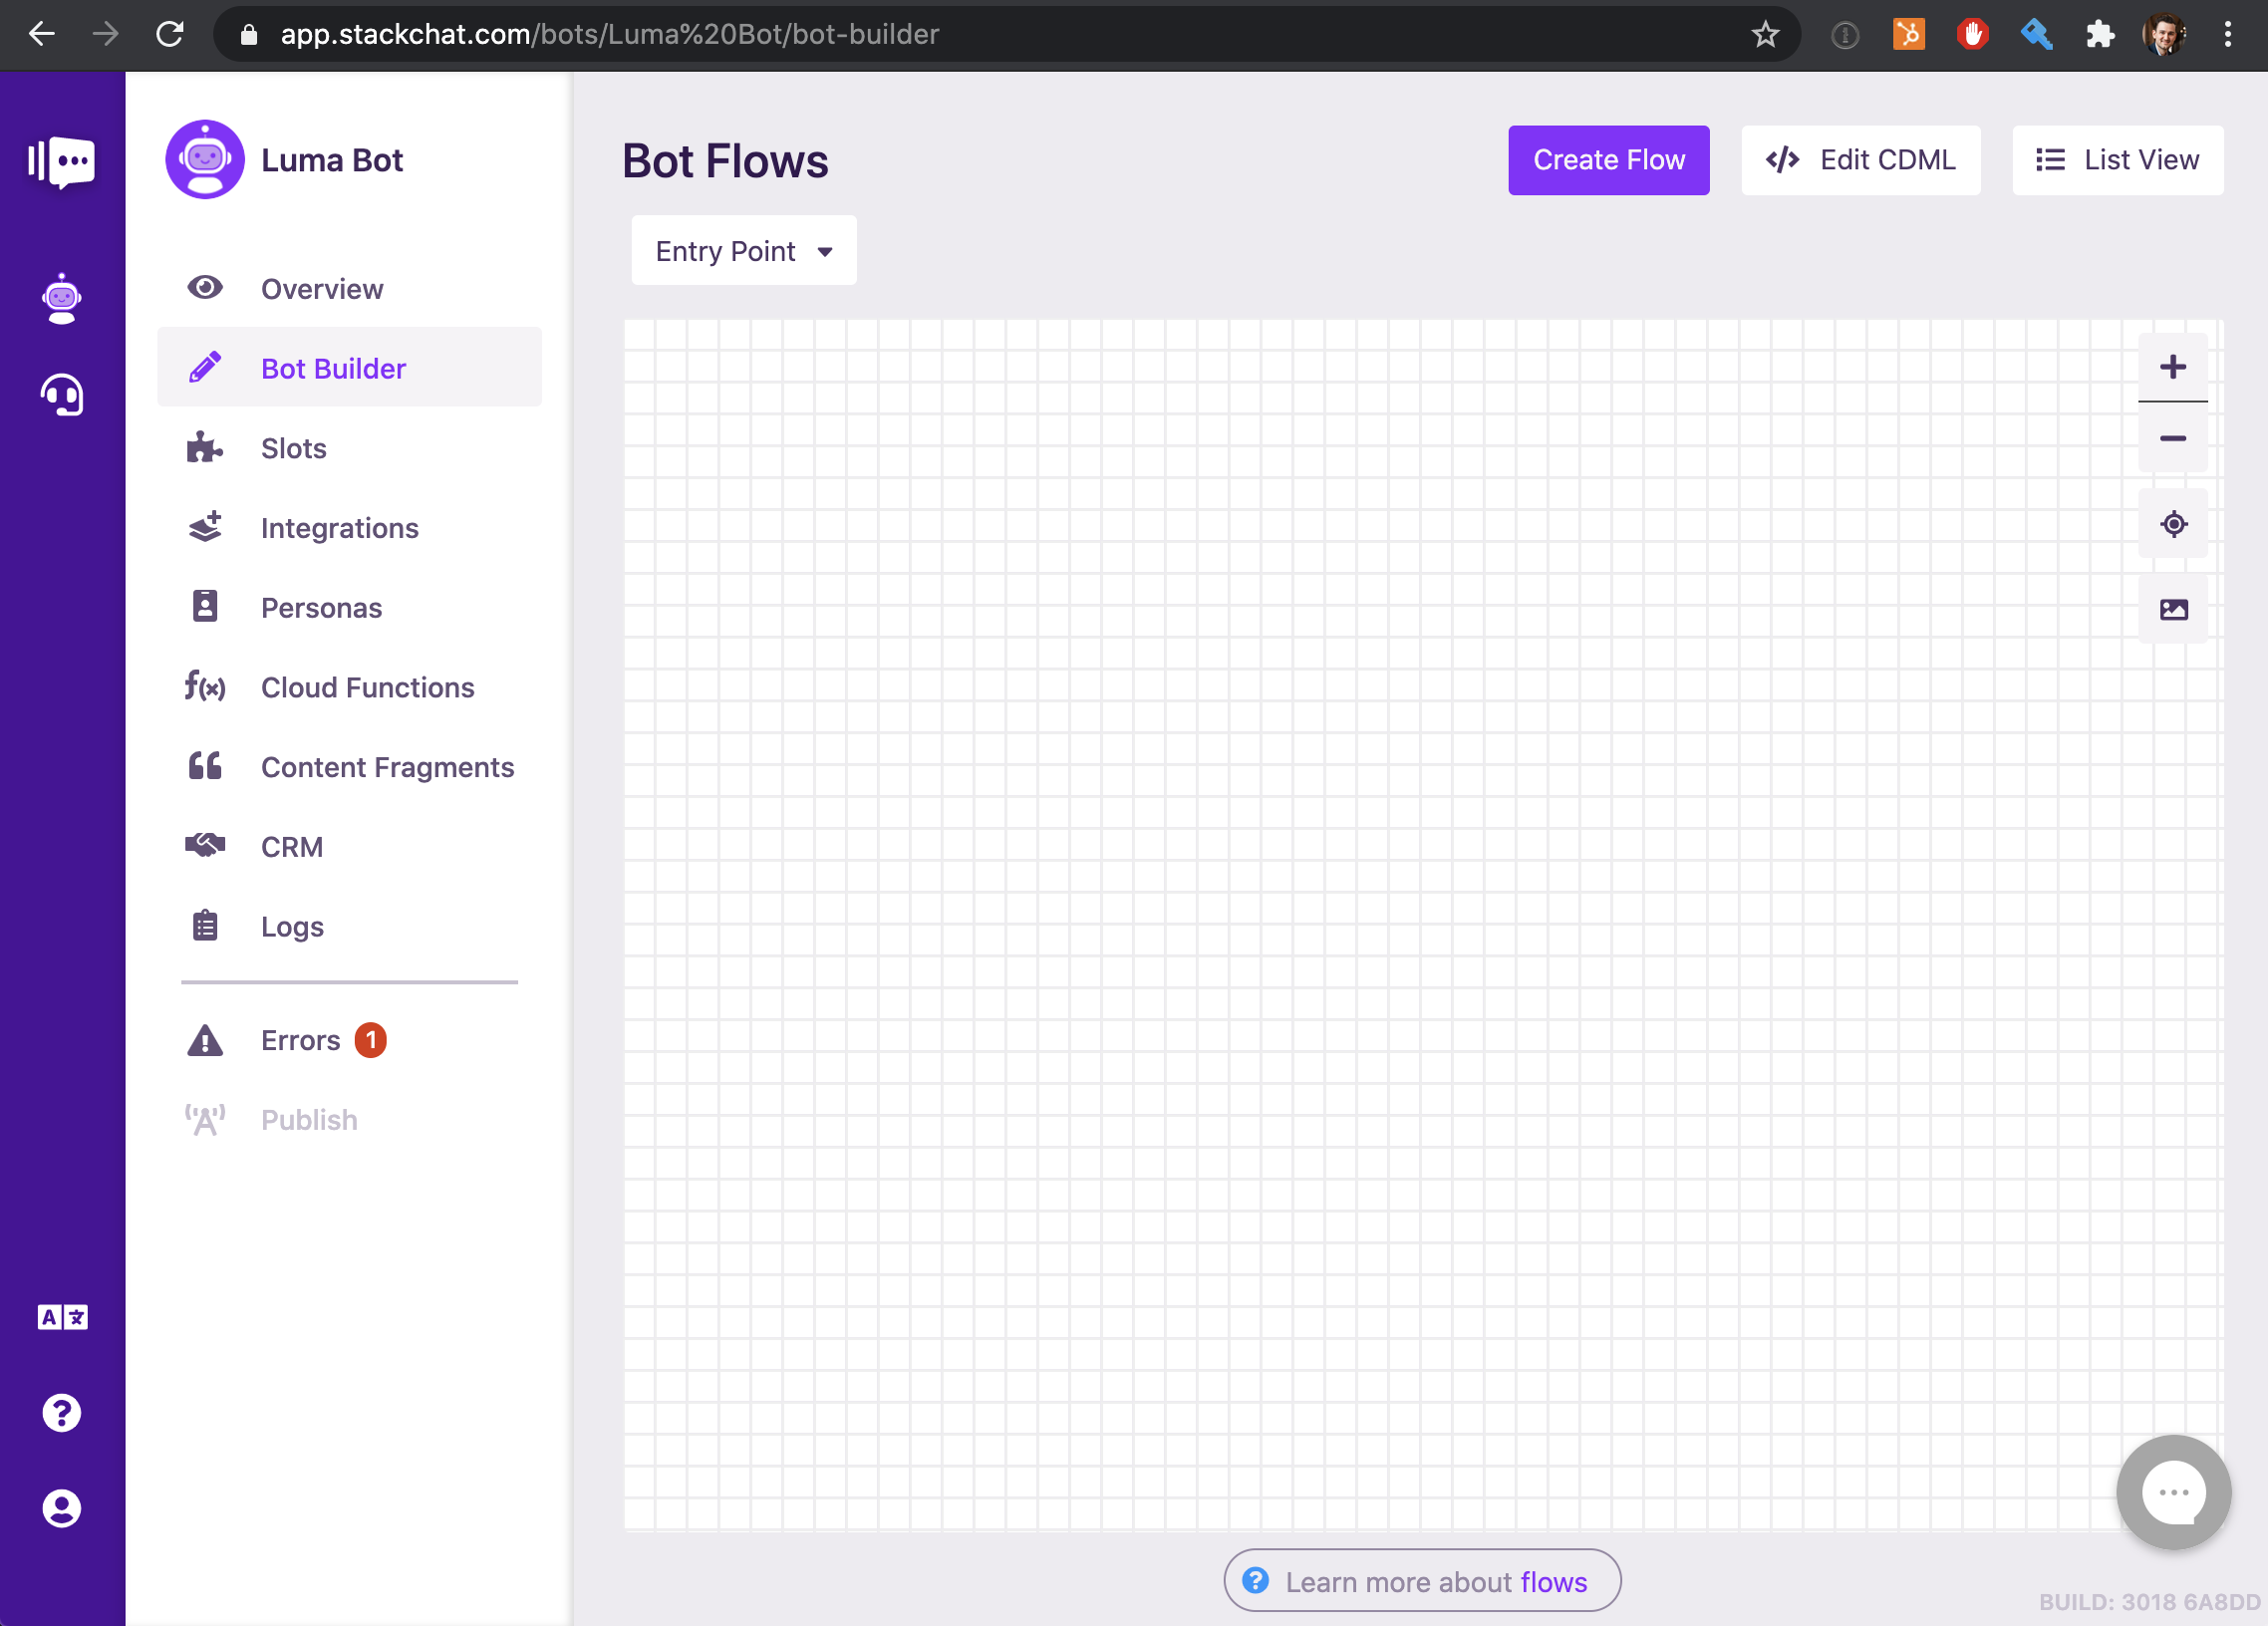 app.stackchat.com/bots/Luma%20Bot/bot-builder
Luma Bot
Overview
Bot Builder
Slots
Integrations
Personas
f(x) Cloud Functions
Content Fragments
CRM
Logs
Errors 1
Publish
Bot Flows
Create Flow
</> Edit CDML
List View
Entry Point
Learn more about flows
BUILD: 3018 6A8DD